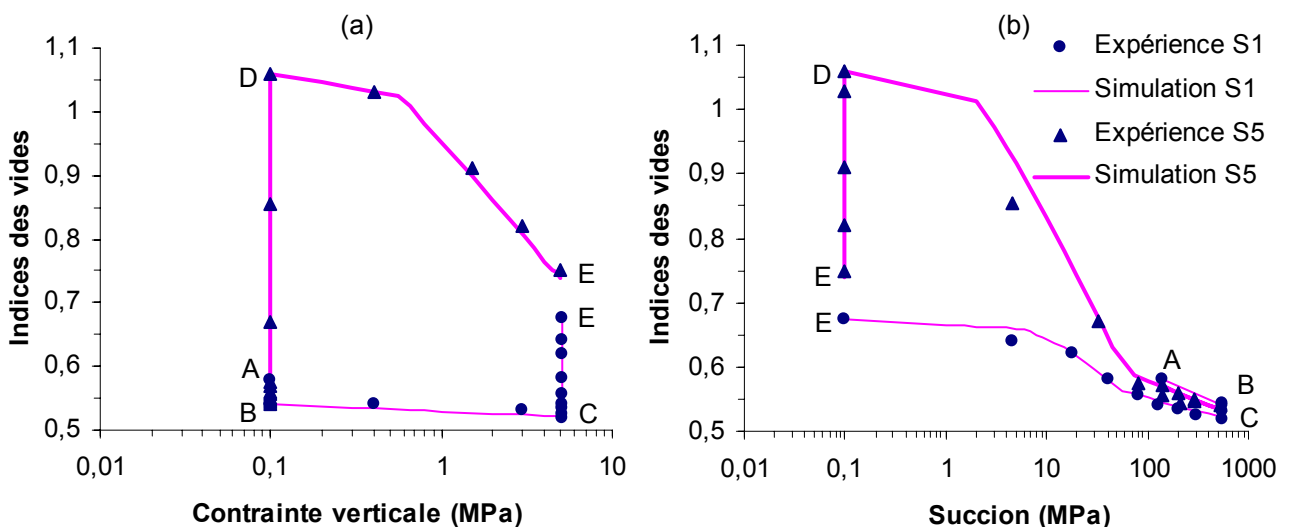 (a)
1,1
1
0,9
0,8
0,7
0,6
0,5
Indices des vides
D
A
B
E
E
C
0,01
0,1
1
10
Contrainte verticale (MPa)
(b)
1,1
1
0,9
0,8
0,7
0,6
0,5
Indices des vides
D
E
E
A
B
C
0,01
0,1
1
10
100
1000
Succion (MPa)
Expérience S1
Simulation S1
Expérience S5
Simulation S5